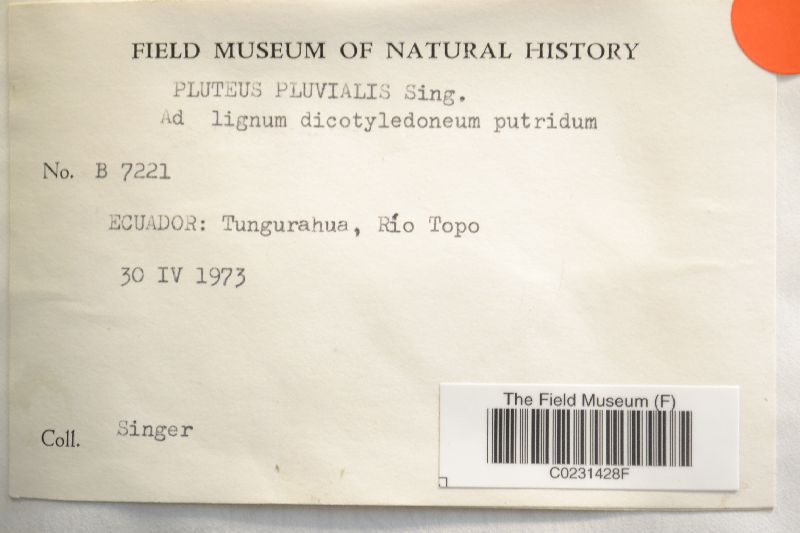 FIELD MUSEUM OF NATURAL HISTORY
PLUTEUS PLUVIALIS Sing.
Ad lignum dicotyledoneum putridum
No. B 7221
ECUADOR: Tungurahua, Río Topo
30 IV 1973
Coll. Singer
The Field Museum (F)
C0231428F